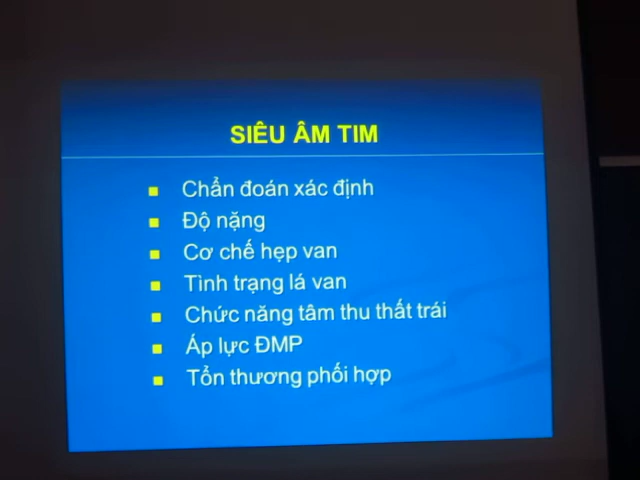 SIÊU ÂM TIM
Chẩn đoán xác định
Độ nặng
Cơ chế hẹp van
Tình trạng lá van
Chức năng tâm thu thất trái
Áp lực ĐMP
Tổn thương phối hợp